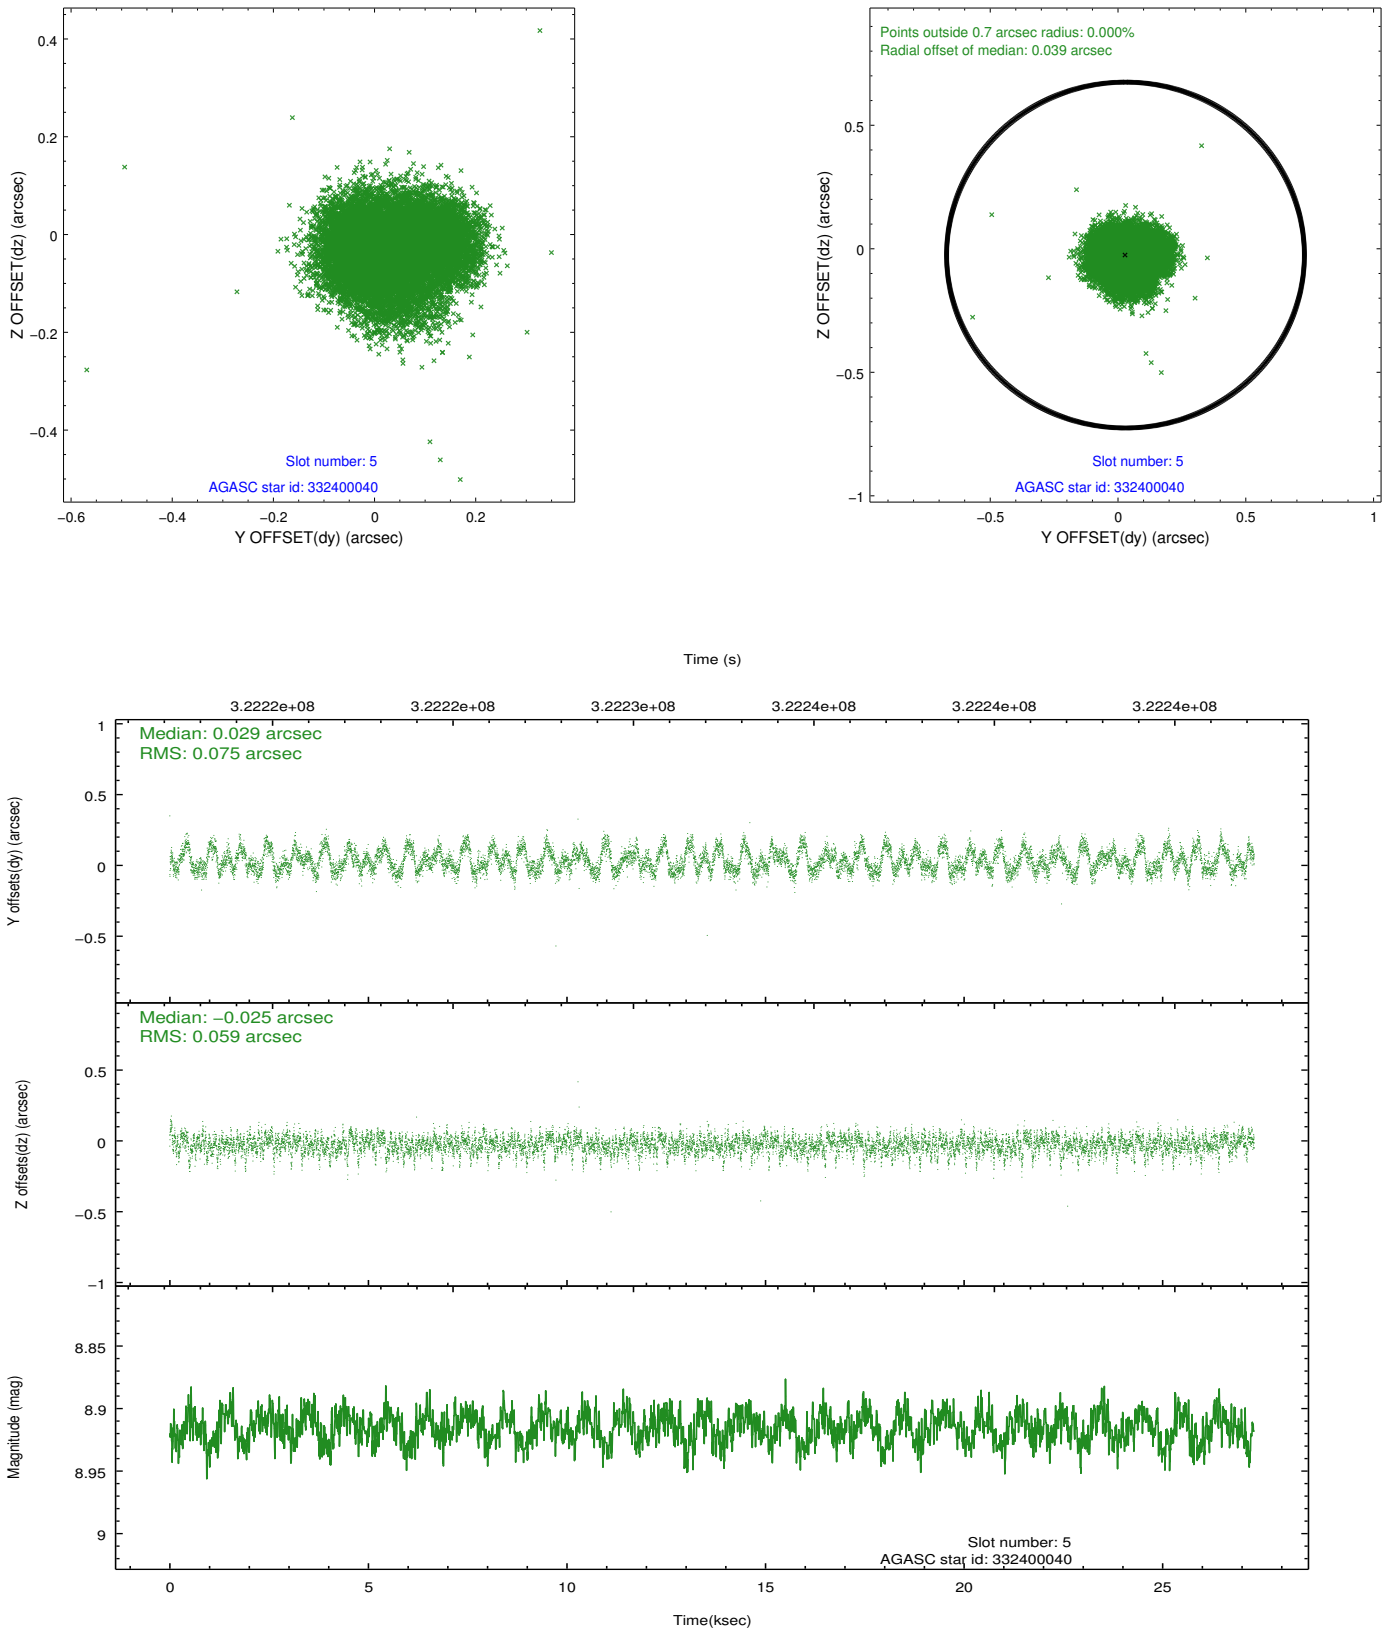 0.4
0.2
0
−0.2
−0.4
−0.6
−0.4
−0.2
0
0.2
Z OFFSET(dz) (arcsec)
Y OFFSET(dy) (arcsec)
Slot number: 5
AGASC star id: 332400040
Points outside 0.7 arcsec radius: 0.000%
Radial offset of median: 0.039 arcsec
0.5
0
−0.5
−1
−0.5
0
0.5
1
Z OFFSET(dz) (arcsec)
Y OFFSET(dy) (arcsec)
Slot number: 5
AGASC star id: 332400040
Time (s)
3.2222e+08 3.2222e+08 3.2223e+08 3.2224e+08 3.2224e+08 3.2224e+08
Median: 0.029 arcsec
RMS: 0.075 arcsec
1
0.5
0
−0.5
Y offsets(dy) (arcsec)
Median: −0.025 arcsec
RMS: 0.059 arcsec
0.5
0
−0.5
−1
Z offsets(dz) (arcsec)
8.85
8.9
8.95
9
Magnitude (mag)
Slot number: 5
AGASC star id: 332400040
0 5 10 15 20 25
Time(ksec)